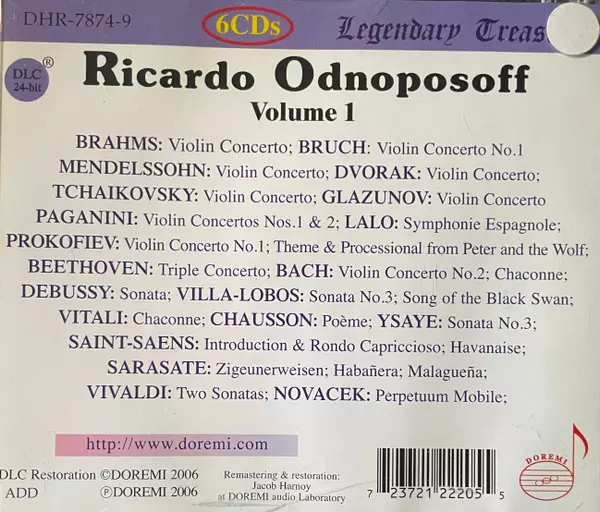 DHR-7874-9
6CDs
Legendary Treas
DLC ®
24-bit
Ricardo Odnoposoff
Volume 1
BRAHMS: Violin Concerto; BRUCH: Violin Concerto No.1
MENDELSSOHN: Violin Concerto; DVORAK: Violin Concerto;
TCHAIKOVSKY: Violin Concerto; GLAZUNOV: Violin Concerto
PAGANINI: Violin Concertos Nos.1 & 2; LALO: Symphonie Espagnole;
PROKOFIEV: Violin Concerto No.1; Theme & Processional from Peter and the Wolf;
BEETHOVEN: Triple Concerto; BACH: Violin Concerto No.2; Chaconne;
DEBUSSY: Sonata; VILLA-LOBOS: Sonata No.3; Song of the Black Swan;
VITALI: Chaconne; CHAUSSON: Poème; YSAYE: Sonata No.3;
SAINT-SAENS: Introduction & Rondo Capriccioso; Havanaise;
SARASATE: Zigeunerweisen; Habañera; Malagueña;
VIVALDI: Two Sonatas; NOVACEK: Perpetuum Mobile;
http://www.doremi.com
DOREMI
DLC Restoration ©DOREMI 2006
ADD ℗DOREMI 2006
Remastering & restoration:
Jacob Harnoy
at DOREMI audio Laboratory
7 23721 22205 5